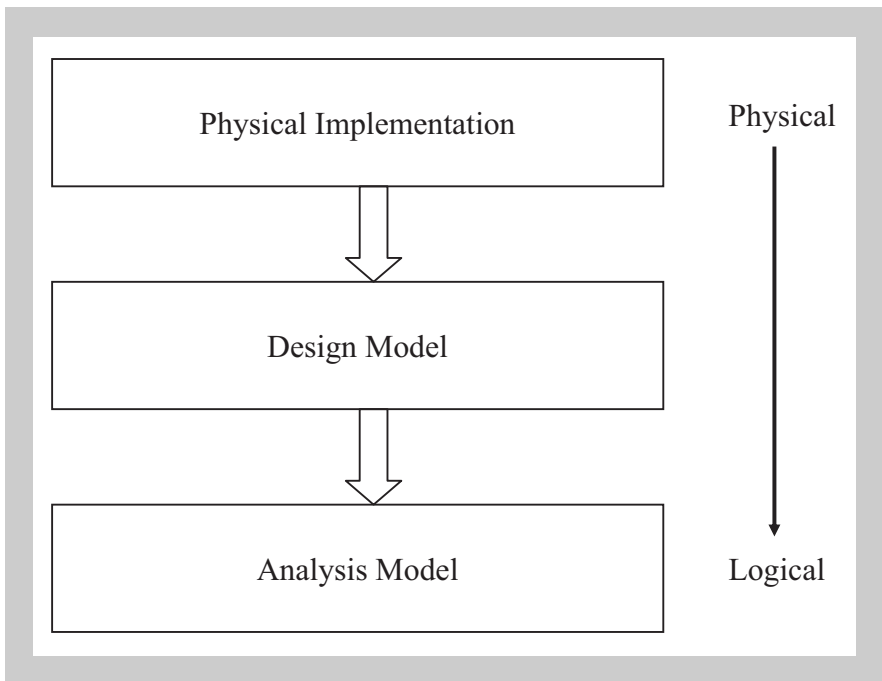 Physical Implementation
Physical
Design Model
Analysis Model
Logical